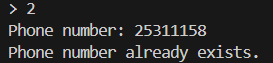 > 2
Phone number: 25311158
Phone number already exists.